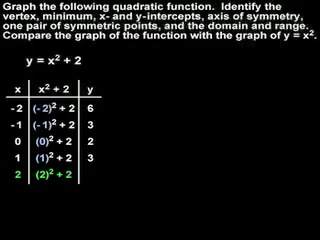 Graph the following quadratic function. Identify the
vertex, minimum, x- and y-intercepts, axis of symmetry,
one pair of symmetric points, and the domain and range.
Compare the graph of the function with the graph of y = x².
y = x² + 2
x x² + 2 y
-2 (-2)² + 2 6
-1 (-1)² + 2 3
0 (0)² + 2 2
1 (1)² + 2 3
2 (2)² + 2